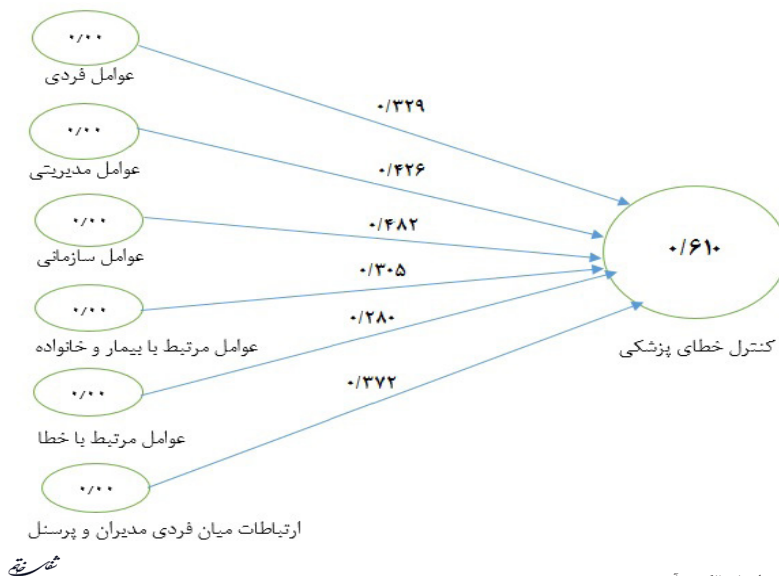 ۰/۰۰
عوامل فردی
۰/۳۲۹
۰/۰۰
عوامل مدیریتی
۰/۴۲۶
۰/۰۰
عوامل سازمانی
۰/۴۸۲
۰/۶۱۰
کنترل خطای پزشکی
۰/۳۰۵
۰/۰۰
عوامل مرتبط با بیمار و خانواده
۰/۲۸۰
۰/۰۰
عوامل مرتبط با خطا
۰/۳۷۲
۰/۰۰
ارتباطات میان فردی مدیران و پرسنل
شفای خاتم